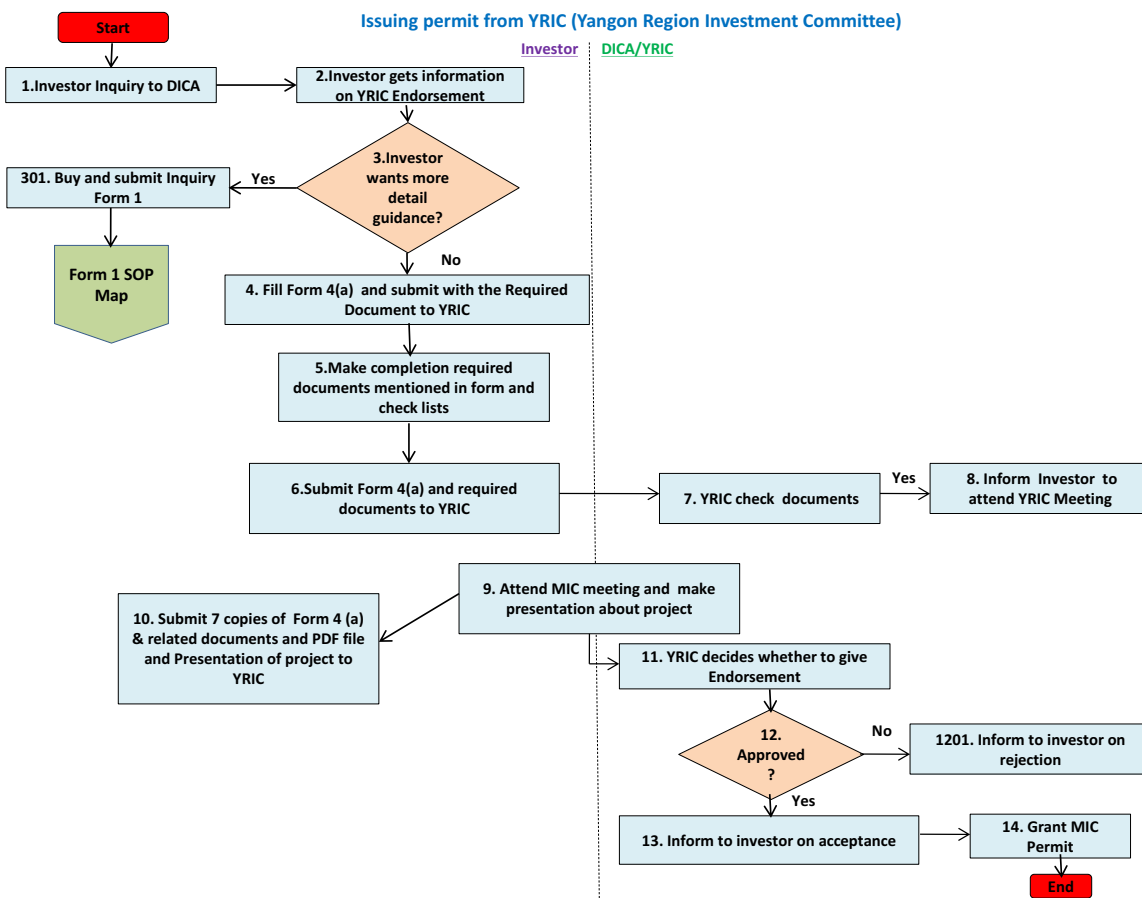 Issuing permit from YRIC (Yangon Region Investment Committee)
Start
Investor
DICA/YRIC
1.Investor Inquiry to DICA
2.Investor gets information
on YRIC Endorsement
3.Investor
wants more
detail
guidance?
Yes
301. Buy and submit Inquiry
Form 1
Form 1 SOP
Map
No
4. Fill Form 4(a) and submit with the Required
Document to YRIC
5.Make completion required
documents mentioned in form and
check lists
6.Submit Form 4(a) and required
documents to YRIC
7. YRIC check documents
Yes
8. Inform Investor to
attend YRIC Meeting
9. Attend MIC meeting and make
presentation about project
10. Submit 7 copies of Form 4 (a)
& related documents and PDF file
and Presentation of project to
YRIC
11. YRIC decides whether to give
Endorsement
12.
Approved
?
No
1201. Inform to investor on
rejection
Yes
13. Inform to investor on acceptance
14. Grant MIC
Permit
End